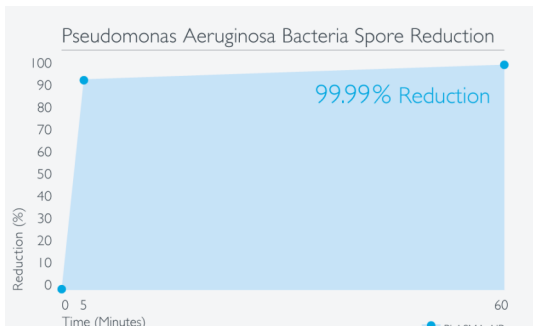 Pseudomonas Aeruginosa Bacteria Spore Reduction
100
90
80
70
60
50
40
30
20
10
0
99.99% Reduction
Reduction (%)
0 5 60
Time (Minutes)